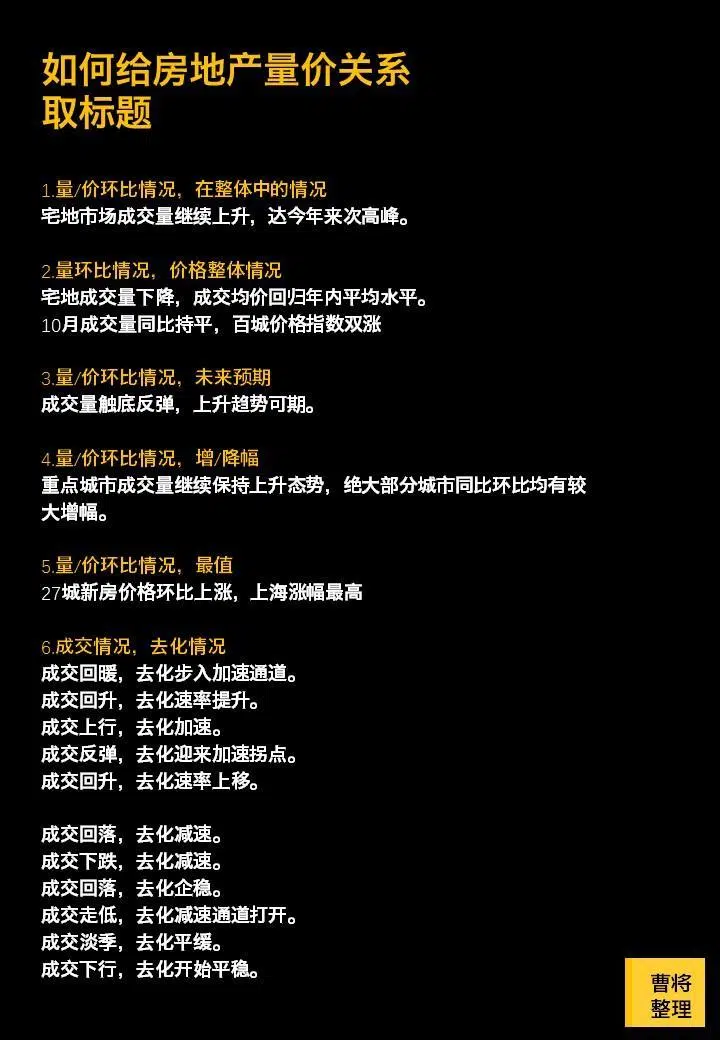 如何给房地产量价关系
取标题
1.量/价环比情况，在整体中的情况
宅地市场成交量继续上升，达今年来次高峰。
2.量环比情况，价格整体情况
宅地成交量下降，成交均价回归年内平均水平。
10月成交量同比持平，百城价格指数双涨
3.量/价环比情况，未来预期
成交量触底反弹，上升趋势可期。
4.量/价环比情况，增/降幅
重点城市成交量继续保持上升态势，绝大部分城市同比环比均有较
大增幅。
5.量/价环比情况，最值
27城新房价格环比上涨，上海涨幅最高
6.成交情况，去化情况
成交回暖，去化步入加速通道。
成交回升，去化速率提升。
成交上行，去化加速。
成交反弹，去化迎来加速拐点。
成交回升，去化速率上移。
成交回落，去化减速。
成交下跌，去化减速。
成交回落，去化企稳。
成交走低，去化减速通道打开。
成交淡季，去化平缓。
成交下行，去化开始平稳。
曹将
整理